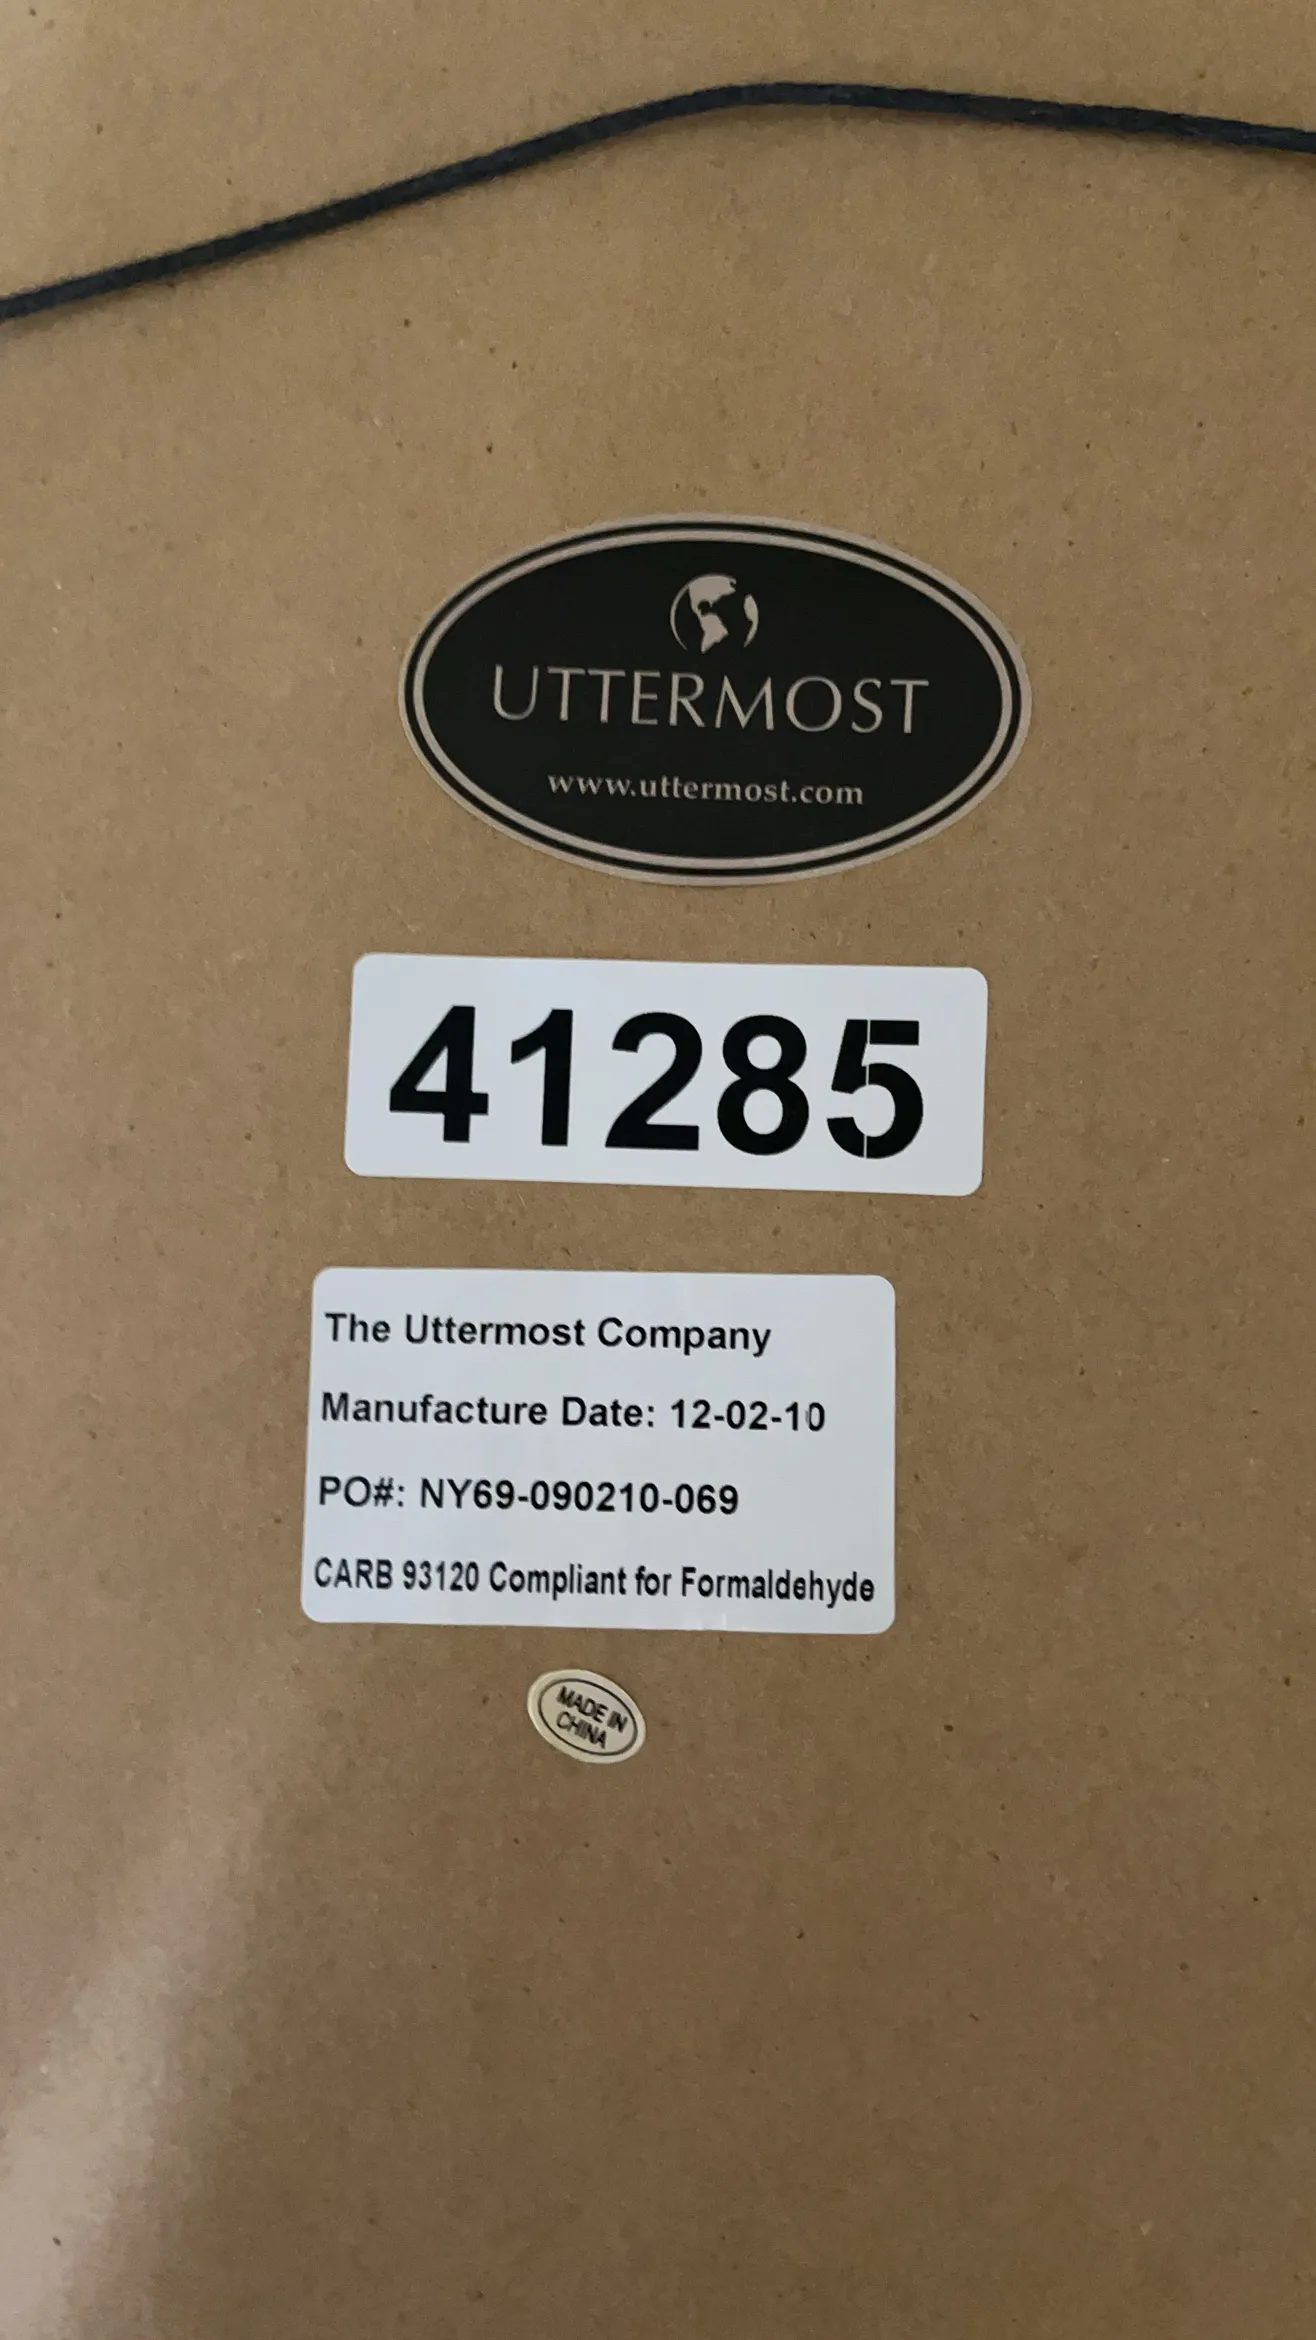 UTTERMOST
www.uttermost.com
41285
The Uttermost Company
Manufacture Date: 12-02-10
PO#: NY69-090210-069
CARB 93120 Compliant for Formaldehyde
MADE IN
CHINA